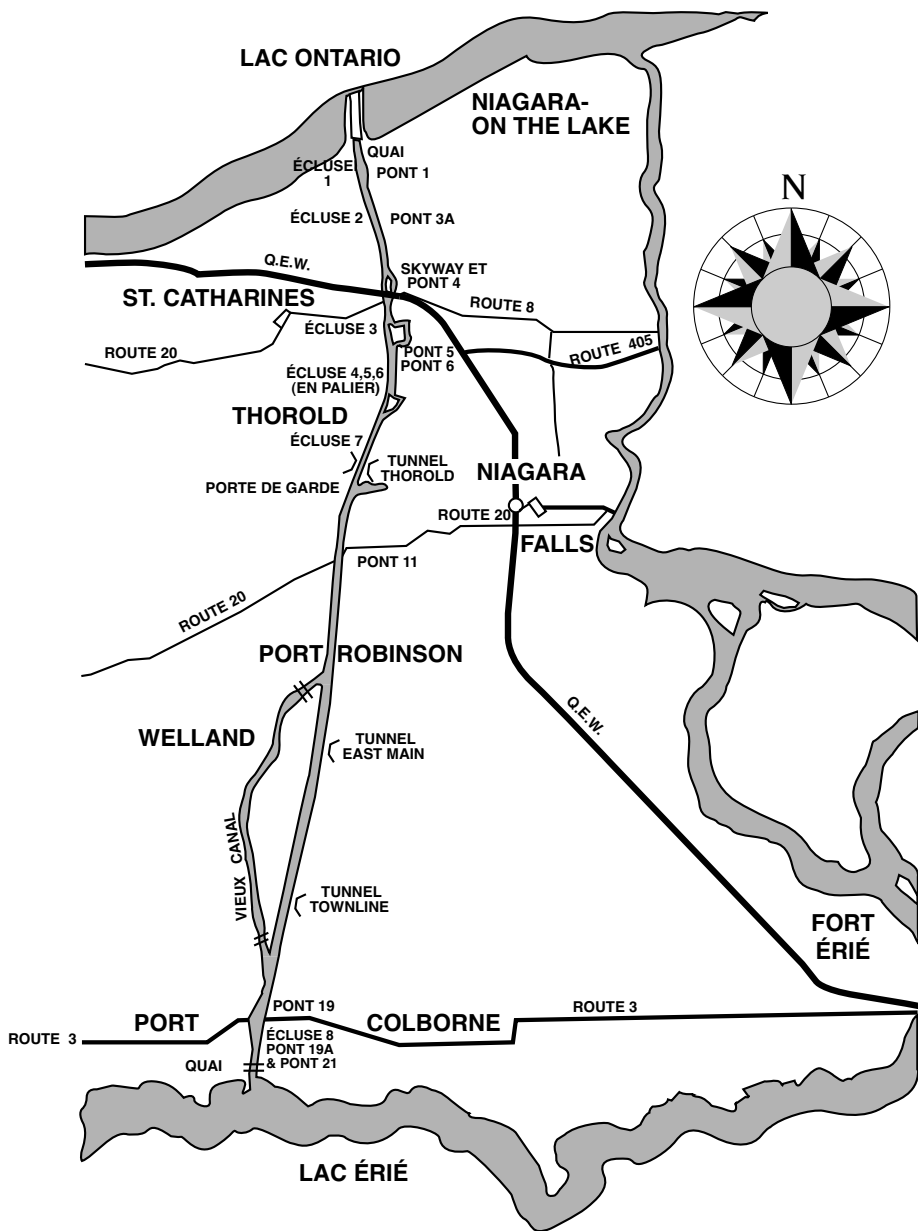 LAC ONTARIO
NIAGARA-
ON THE LAKE
QUAI
ÉCLUSE
1
PONT 1
ÉCLUSE 2
PONT 3A
N
Q.E.W.
SKYWAY ET
PONT 4
ST. CATHARINES
ROUTE 8
ÉCLUSE 3
ROUTE 20
PONT 5
PONT 6
ROUTE 405
ÉCLUSE 4,5,6
(EN PALIER)
THOROLD
ÉCLUSE 7
TUNNEL
THOROLD
NIAGARA
PORTE DE GARDE
ROUTE 20
FALLS
PONT 11
ROUTE 20
PORT ROBINSON
Q.E.W.
WELLAND
TUNNEL
EAST MAIN
VIEUX CANAL
TUNNEL
TOWNLINE
FORT
ÉRIÉ
PONT 19
ROUTE 3
PORT
COLBORNE
ROUTE 3
ÉCLUSE 8
PONT 19A
& PONT 21
QUAI
LAC ÉRIÉ